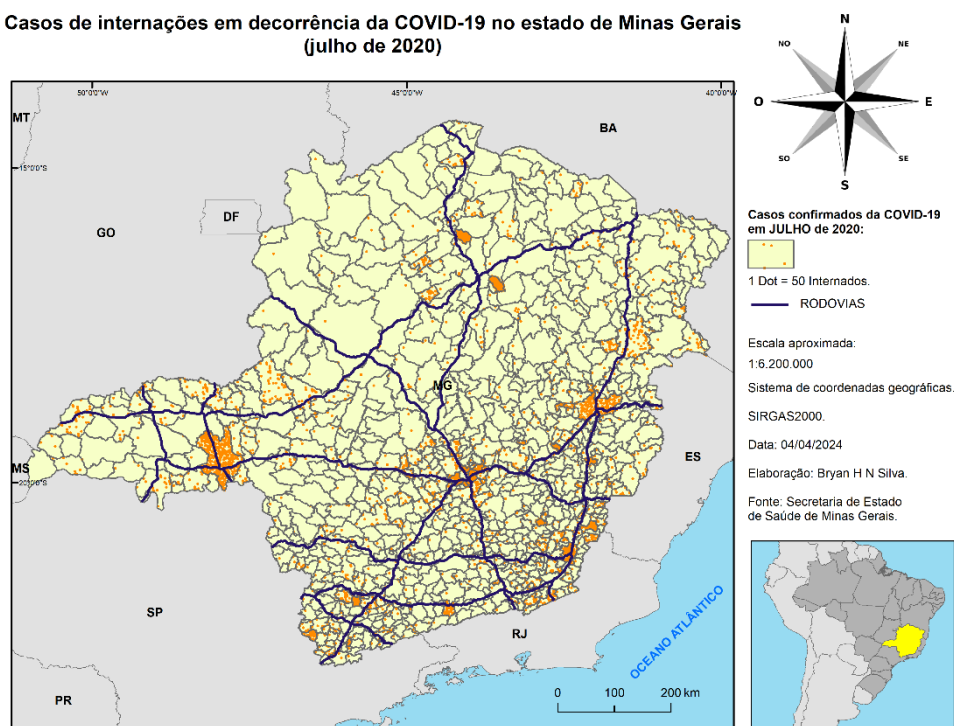 Casos de internações em decorrência da COVID-19 no estado de Minas Gerais
(julho de 2020)
50°0'0"W
45°0'0"W
40°0'0"W
MT
BA
15°0'0"S
DF
GO
MG
MS
20°0'0"S
ES
SP
RJ
OCEANO ATLÂNTICO
PR
0 100 200 km
N
NO
NE
O
E
SO
SE
S
Casos confirmados da COVID-19
em JULHO de 2020:
1 Dot = 50 Internados.
RODOVIAS
Escala aproximada:
1:6.200.000
Sistema de coordenadas geográficas.
SIRGAS2000.
Data: 04/04/2024
Elaboração: Bryan H N Silva.
Fonte: Secretaria de Estado
de Saúde de Minas Gerais.